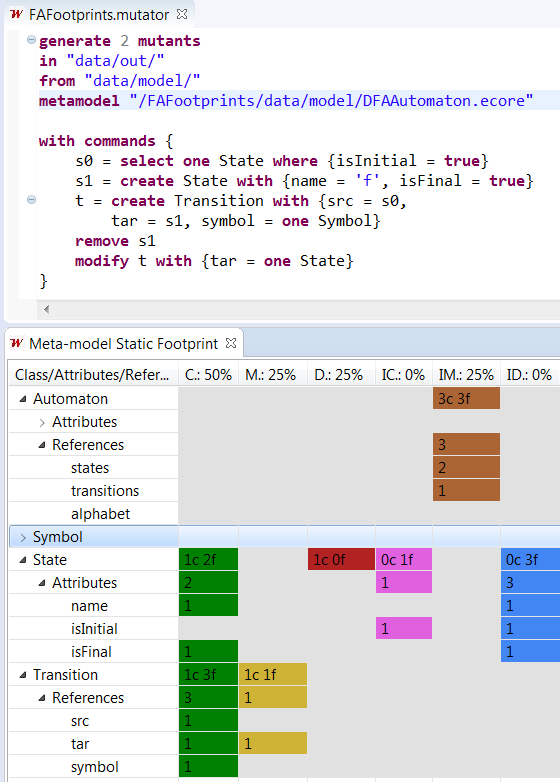 FAFootprints.mutator
generate 2 mutants
in "data/out/"
from "data/model/"
metamodel "/FAFootprints/data/model/DFAAutomaton.ecore"
with commands {
s0 = select one State where {isInitial = true}
s1 = create State with {name = 'f', isFinal = true}
t = create Transition with {src = s0,
tar = s1, symbol = one Symbol}
remove s1
modify t with {tar = one State}
}
Meta-model Static Footprint
Class/Attributes/Refer... C.: 50% M.: 25% D.: 25% IC.: 0% IM.: 25% ID.: 0%
Automaton 3c 3f
Attributes
References 3
states 2
transitions 1
alphabet
Symbol
State 1c 2f 1c 0f 0c 1f 0c 3f
Attributes 2 1 3
name 1 1
isInitial 1 1
isFinal 1 1
Transition 1c 3f 1c 1f
References 3 1
src 1
tar 1 1
symbol 1